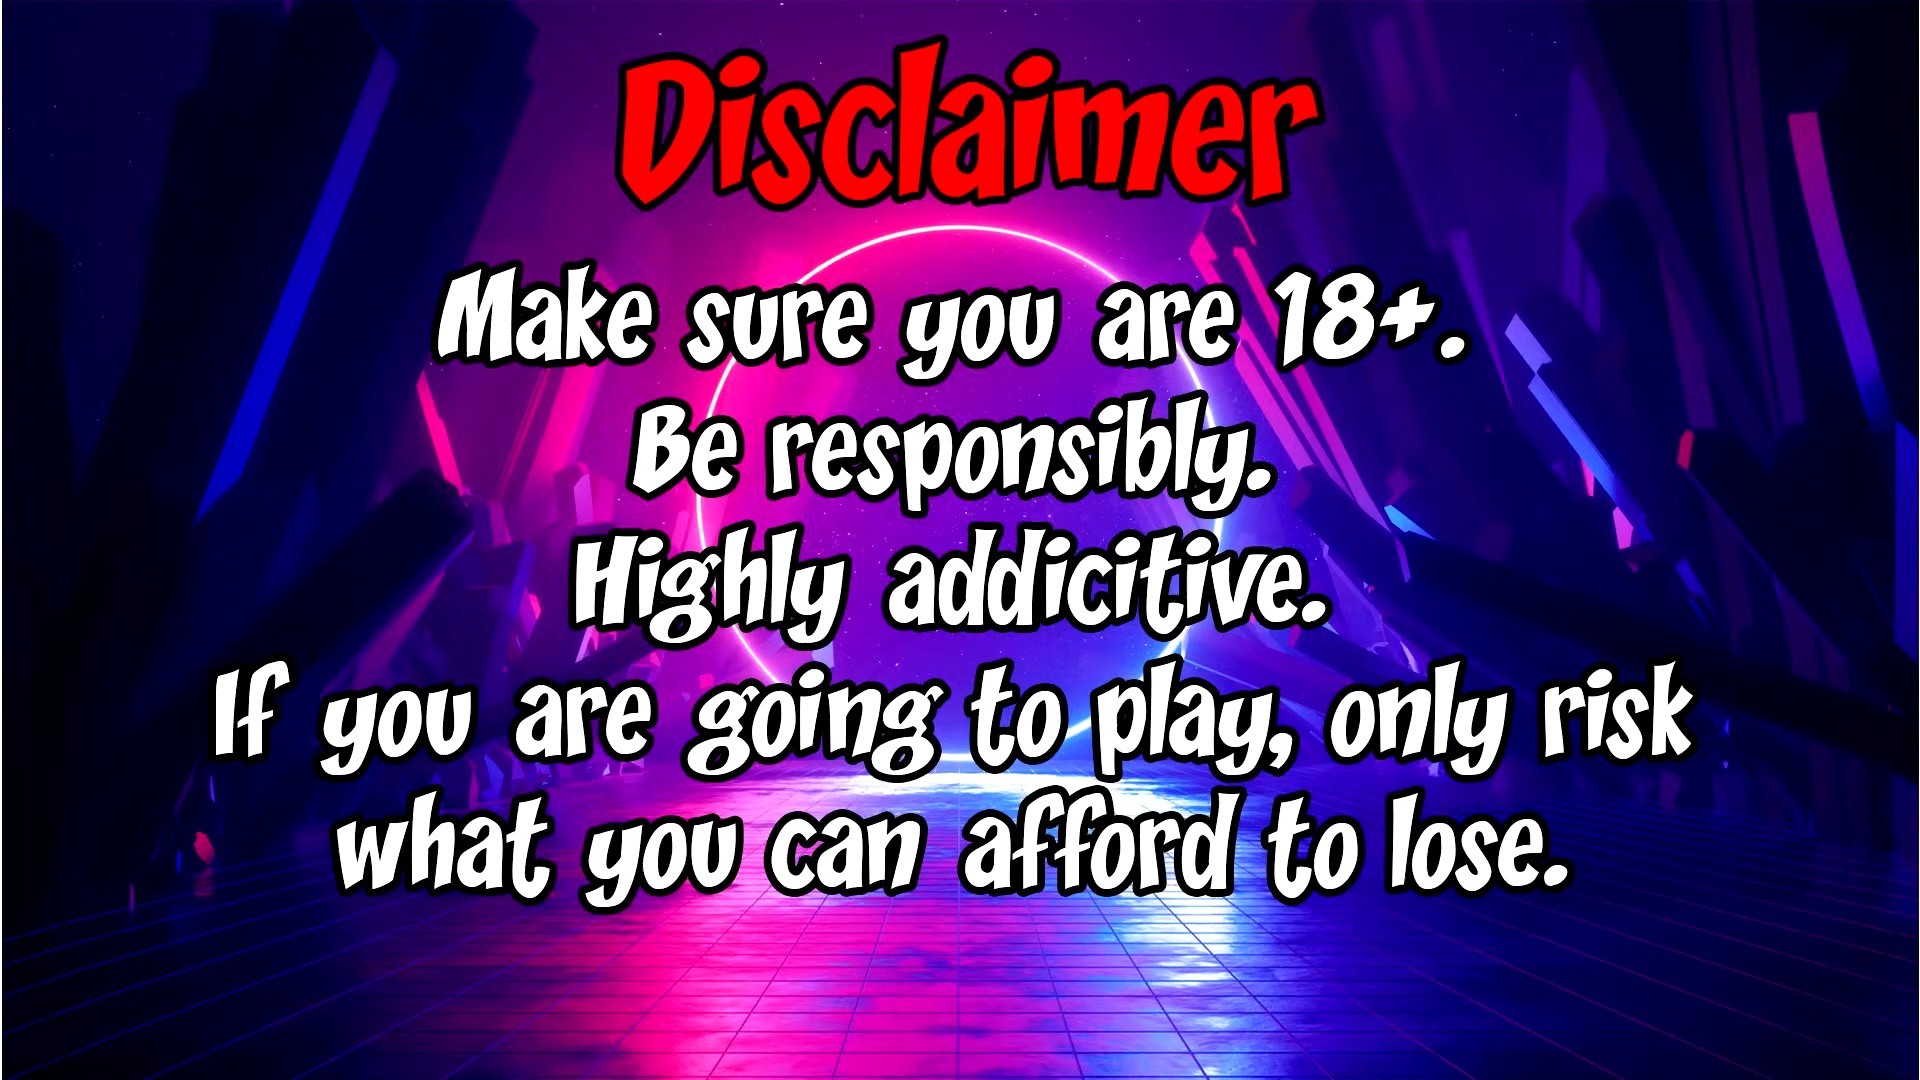 Disclaimer
Make sure you are 18+.
Be responsibly.
Highly addicitive.
If you are going to play, only risk
what you can afford to lose.